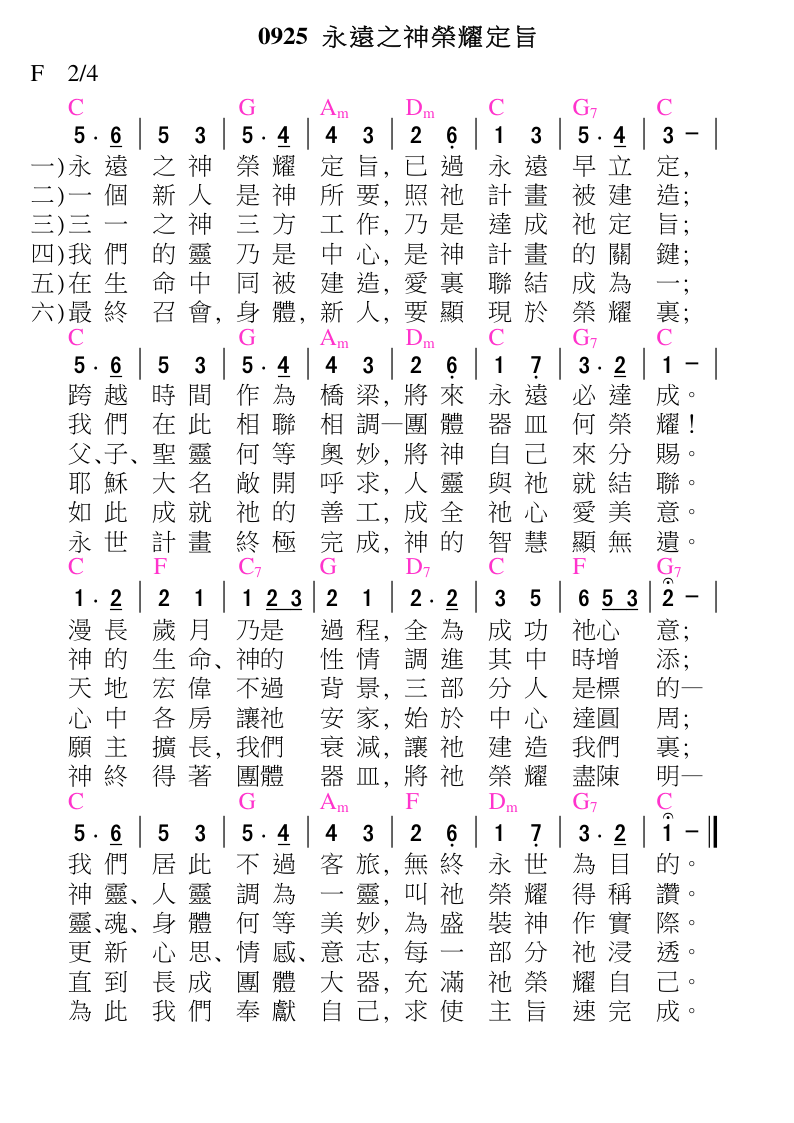 0925 永遠之神榮耀定旨
F 2/4
C G Am Dm C G7 C
5 · 6 | 5 3 | 5 · 4 | 4 3 | 2 6 | 1 3 | 5 · 4 | 3 - |
一)永遠之神榮耀定旨,已過永遠早立定,
二)一個新人是神所要,照祂計畫被建造;
三)三一之神三方工作,乃是達成祂定旨;
四)我們的靈乃是中心,是神計畫的關鍵;
五)在生命中同被建造,愛裏聯結成為一;
六)最終召會,身體,新人,要顯現於榮耀裏;
C G Am Dm C G7 C
5 · 6 | 5 3 | 5 · 4 | 4 3 | 2 6 | 1 7 | 3 · 2 | 1 - |
跨越時間作為橋梁,將來永遠必達成。
我們在此相聯相調—團體器皿何榮耀!
父、子、聖靈何等奧妙,將神自己來分賜。
耶穌大名敞開呼求,人靈與祂就結聯。
如此成就祂的善工,成全祂心愛美意。
永世計畫終極完成,神的智慧顯無遺。
C F C7 G D7 C F G7
1 · 2 | 2 1 | 1 2 3 | 2 1 | 2 · 2 | 3 5 | 6 5 3 | 2 - |
漫長歲月乃是過程,全為成功祂心意;
神的生命、神的性情調進其中時增添;
天地宏偉不過背景,三部分人是標的—
心中各房讓祂安家,始於中心達圓周;
願主擴長,我們衰減,讓祂建造我們裏;
神終得著團體器皿,將祂榮耀盡陳明—
C G Am F Dm G7 C
5 · 6 | 5 3 | 5 · 4 | 4 3 | 2 6 | 1 7 | 3 · 2 | 1 - ||
我們居此不過客旅,無終永世為目的。
神靈、人靈調為一靈,叫祂榮耀得稱讚。
靈、魂、身體何等美妙,為盛裝神作實際。
更新心思、情感、意志,每一部分祂浸透。
直到長成團體大器,充滿祂榮耀自己。
為此我們奉獻自己,求使主旨速完成。